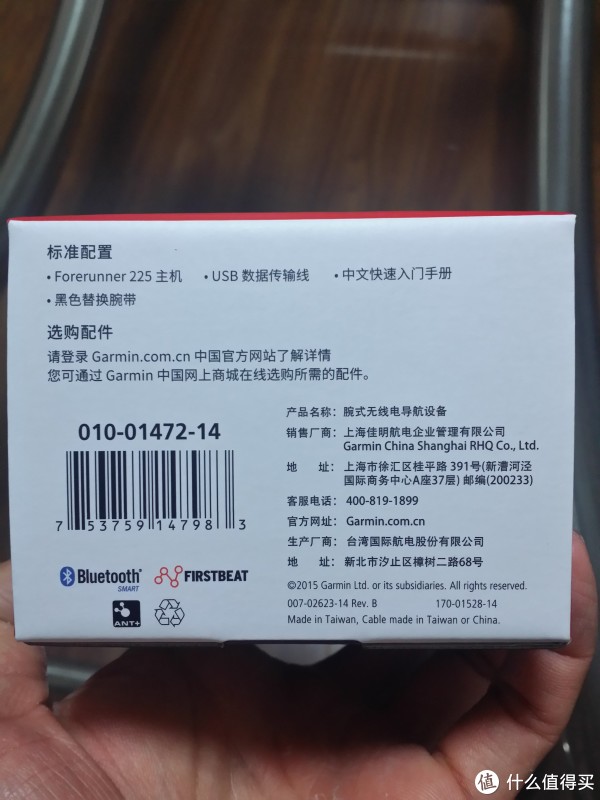 标准配置
• Forerunner 225 主机 • USB 数据传输线 • 中文快速入门手册
• 黑色替换腕带
选购配件
请登录 Garmin.com.cn 中国官方网站了解详情
您可通过 Garmin 中国网上商城在线选购所需的配件。
010-01472-14
7 53759 14798 3
产品名称： 腕式无线电导航设备
销售厂商： 上海佳明航电企业管理有限公司
Garmin China Shanghai RHQ Co., Ltd.
地 址： 上海市徐汇区桂平路 391号(新漕河泾
国际商务中心A座37层) 邮编(200233)
客服电话： 400-819-1899
官方网址： Garmin.com.cn
生产厂商： 台湾国际航电股份有限公司
地 址： 新北市汐止区樟树二路68号
Bluetooth® SMART
FIRSTBEAT
ANT+
©2015 Garmin Ltd. or its subsidiaries. All rights reserved.
007-02623-14 Rev. B 170-01528-14
Made in Taiwan, Cable made in Taiwan or China.
值 什么值得买